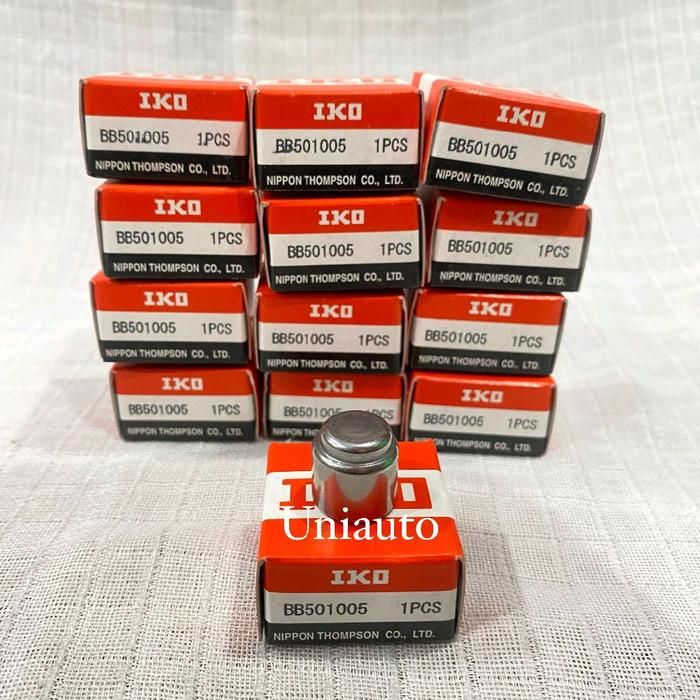 IKO
BB501005 1PCS
NIPPON THOMPSON CO., LTD.
IKO
BB501005 1PCS
NIPPON THOMPSON CO., LTD.
IKO
BB501005 1PCS
NIPPON THOMPSON CO., LTD.
IKO
BB501005 1PCS
NIPPON THOMPSON CO., LTD.
IKO
BB501005 1PCS
NIPPON THOMPSON CO., LTD.
IKO
BB501005 1PCS
NIPPON THOMPSON CO., LTD.
IKO
BB501005 1PCS
NIPPON THOMPSON CO., LTD.
IKO
BB501005 1PCS
NIPPON THOMPSON CO., LTD.
IKO
BB501005 1PCS
NIPPON THOMPSON CO., LTD.
IKO
BB501005 1PCS
NIPPON THOMPSON CO., LTD.
IKO
BB501005 1PCS
IKO
BB501005 1PCS
NIPPON THOMPSON CO., LTD.
Uniauto
IKO
BB501005 1PCS
NIPPON THOMPSON CO., LTD.